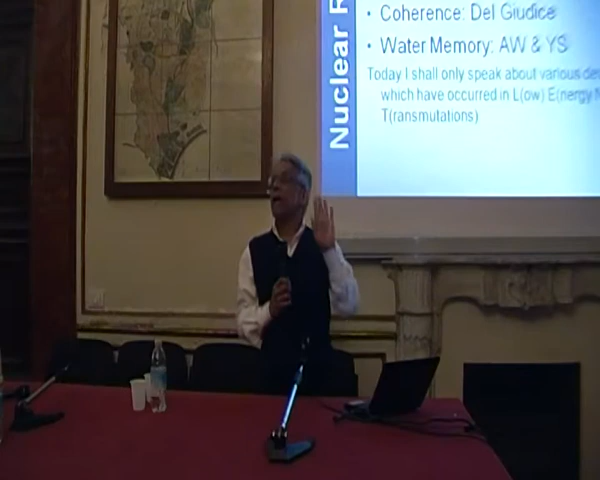 Nuclear R
• Coherence: Del Giudice
• Water Memory: AW & YS
Today I shall only speak about various de
which have occurred in L(ow) E(nergy N
T(ransmutations)